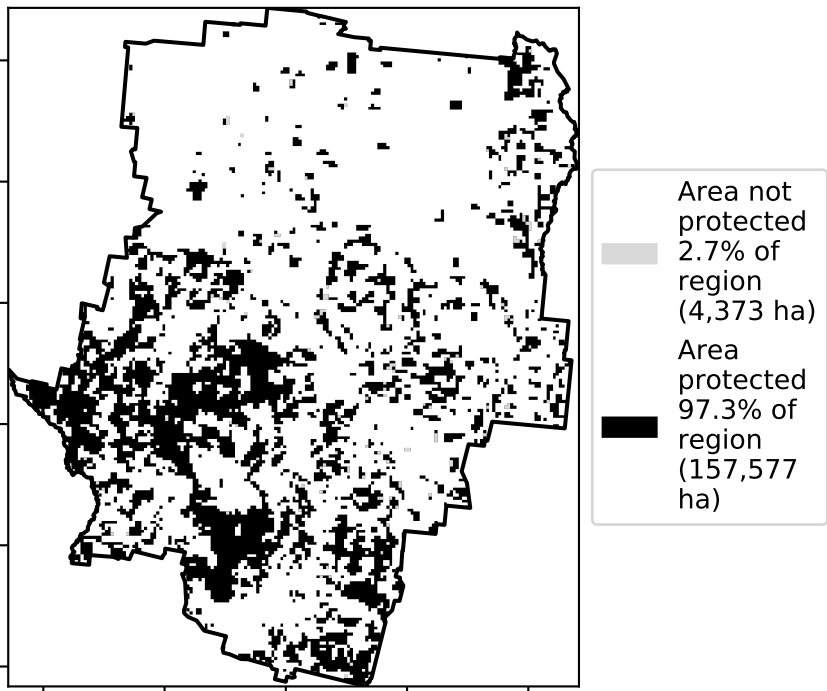 Area not
protected
2.7% of
region
(4,373 ha)
Area
protected
97.3% of
region
(157,577
ha)